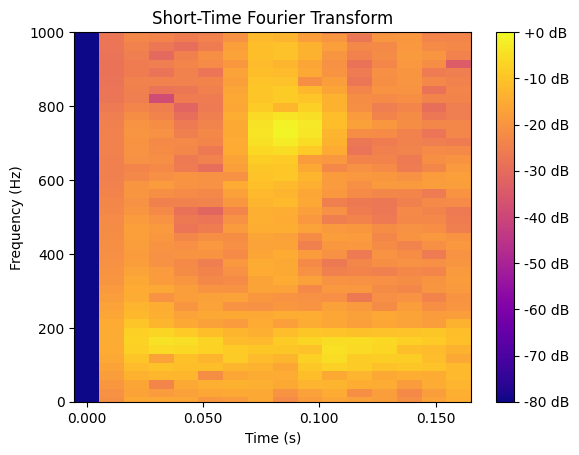 Short-Time Fourier Transform
1000
800
600
400
200
0
Frequency (Hz)
0.000
0.050
0.100
0.150
Time (s)
+0 dB
-10 dB
-20 dB
-30 dB
-40 dB
-50 dB
-60 dB
-70 dB
-80 dB